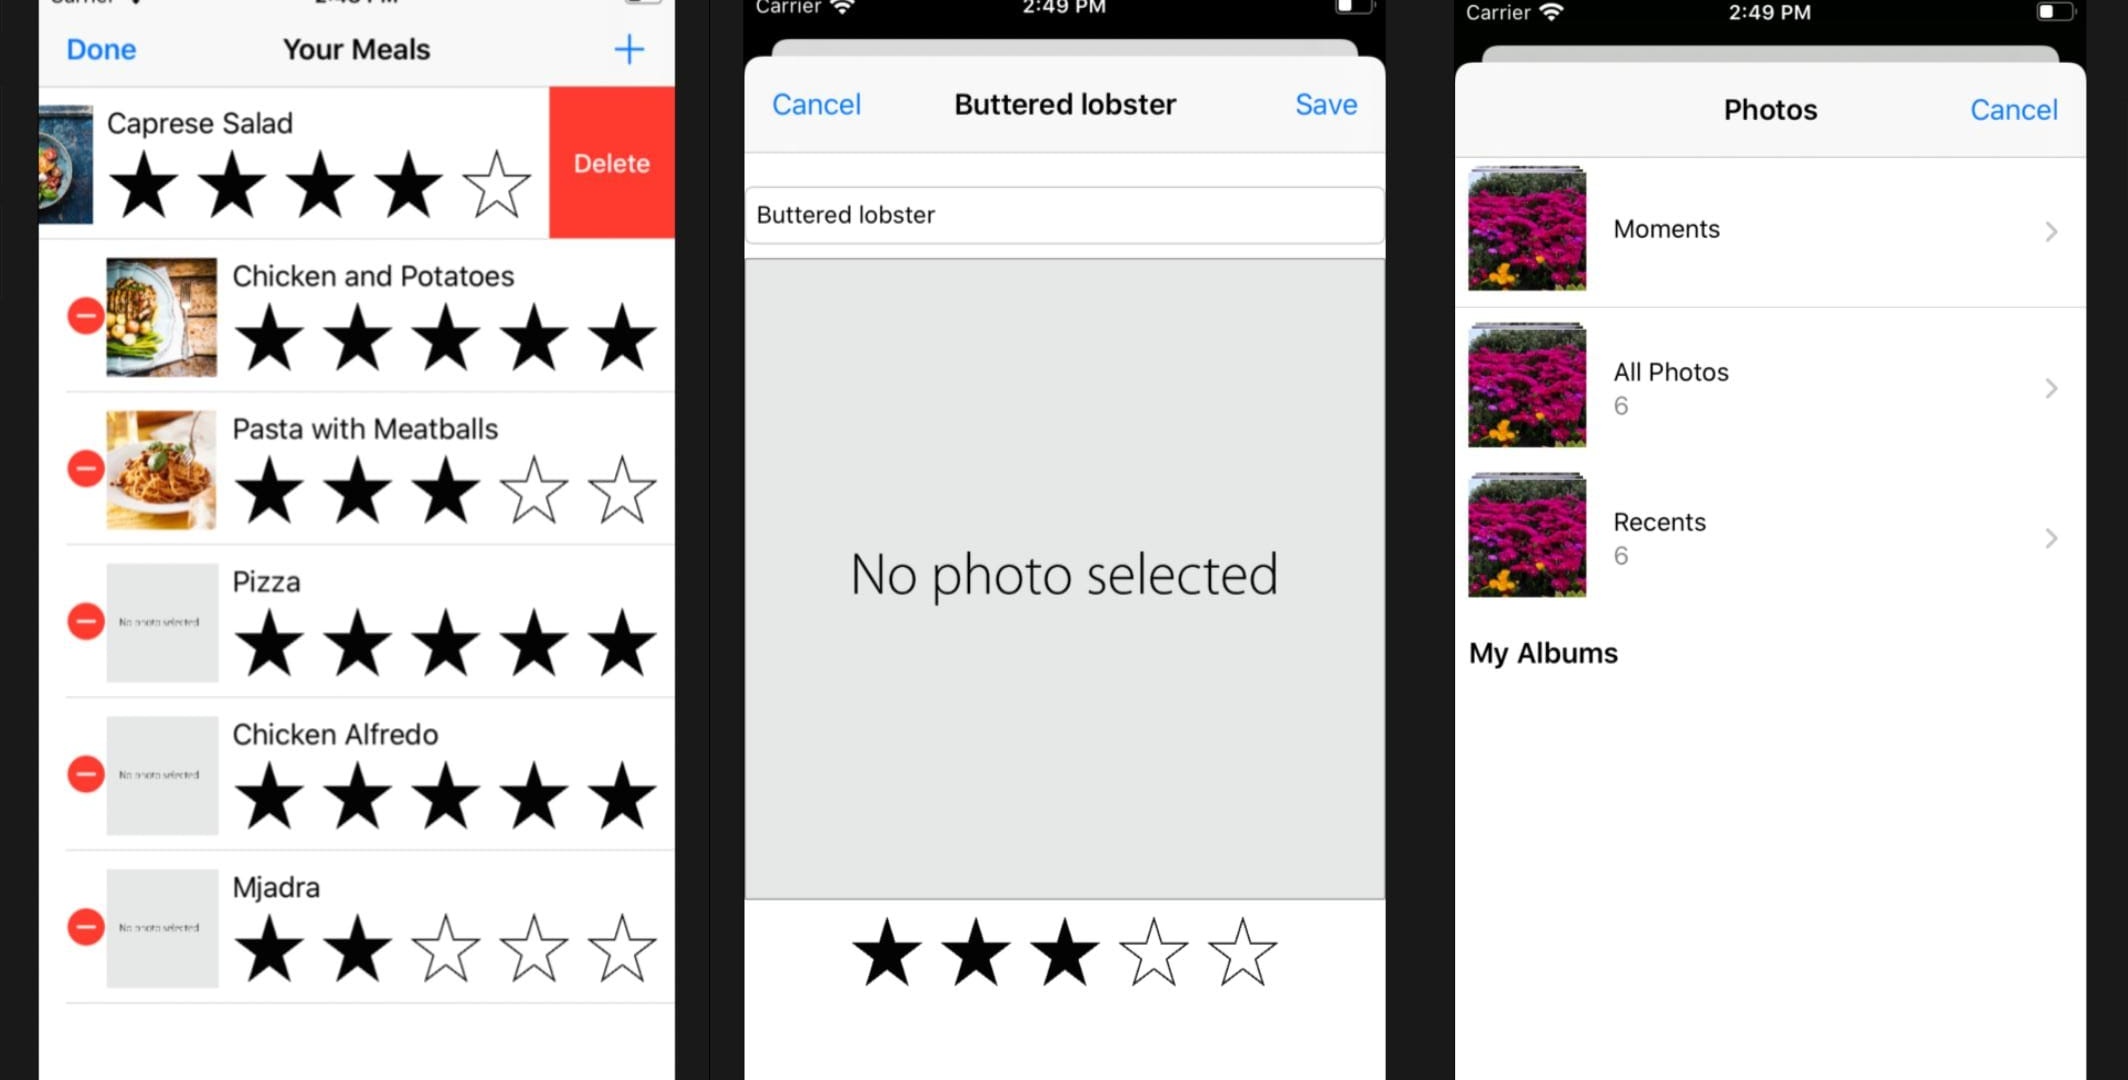 Done
Your Meals
+
Caprese Salad
Delete
Chicken and Potatoes
Pasta with Meatballs
Pizza
No photo selected
Chicken Alfredo
No photo selected
Mjadra
No photo selected
Carrier
2:49 PM
Cancel
Buttered lobster
Save
Buttered lobster
No photo selected
Carrier
2:49 PM
Photos
Cancel
Moments
All Photos
6
Recents
6
My Albums